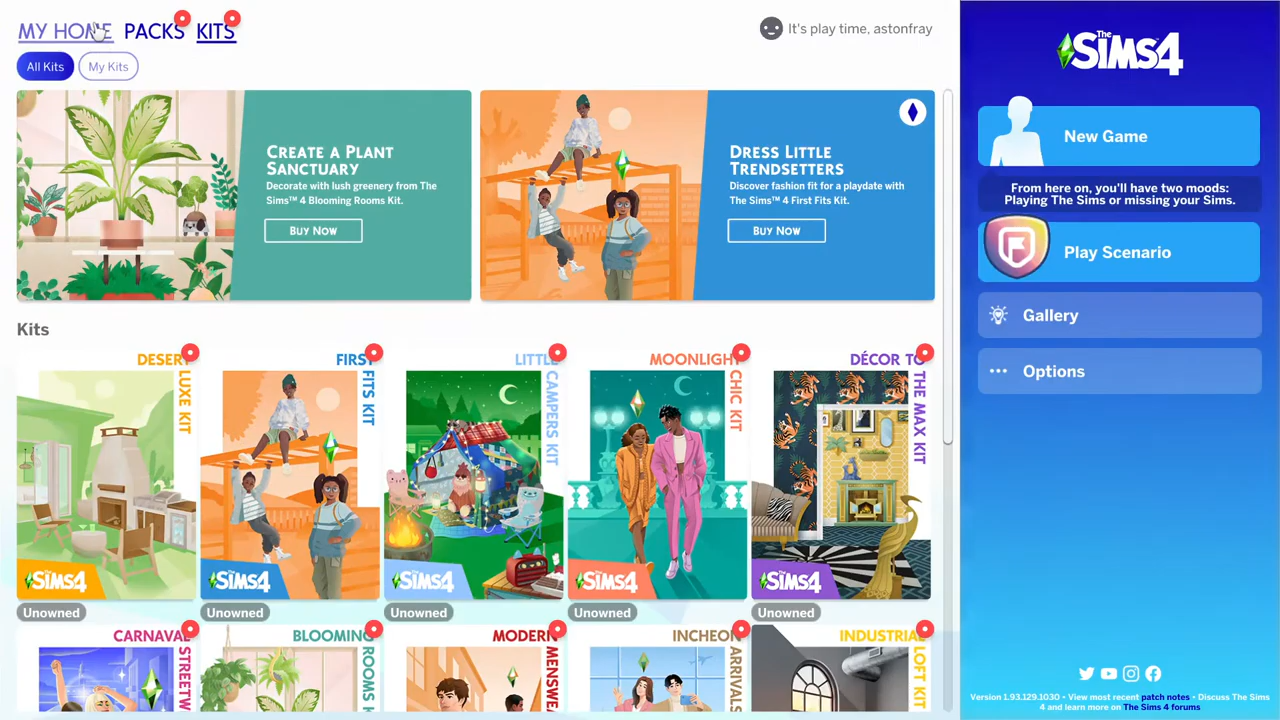 MY HOME PACKS KITS
It's play time, astonfray
All Kits My Kits
CREATE A PLANT
SANCTUARY
Decorate with lush greenery from The
Sims™ 4 Blooming Rooms Kit.
BUY NOW
DRESS LITTLE
TRENDSETTERS
Discover fashion fit for a playdate with
The Sims™ 4 First Fits Kit.
BUY NOW
Kits
DESERT
LUXE KIT
THE SIMS 4
Unowned
FIRST
FITS KIT
THE SIMS 4
Unowned
LITTLE
CAMPERS KIT
THE SIMS 4
Unowned
MOONLIGHT
CHIC KIT
THE SIMS 4
Unowned
DÉCOR TO
THE MAX KIT
THE SIMS 4
Unowned
CARNAVAL
STREETW
BLOOMING
ROOMS K
MODERN
MENSWEA
INCHEON
ARRIVALS
INDUSTRIAL
LOFT KIT
The SIMS 4
New Game
From here on, you'll have two moods:
Playing The Sims or missing your Sims.
Play Scenario
Gallery
Options
Version 1.93.129.1030 - View most recent patch notes - Discuss The Sims
4 and learn more on The Sims 4 forums